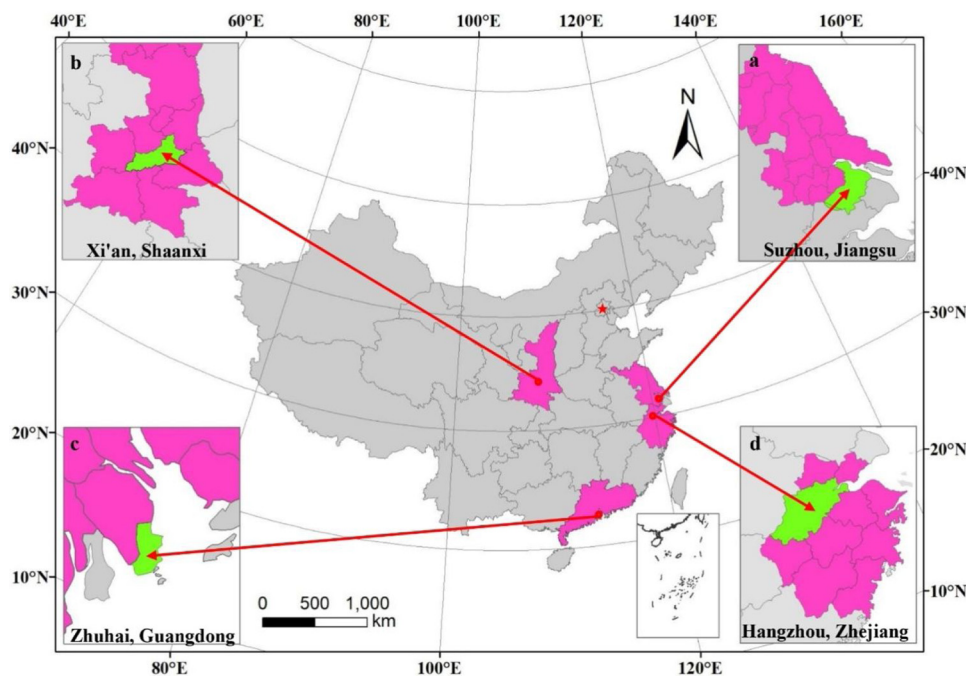 40°E 60°E 80°E 100°E 120°E 140°E 160°E
b
Xi'an, Shaanxi
a
Suzhou, Jiangsu
N
40°N
40°N
30°N
30°N
20°N
20°N
10°N
10°N
c
Zhuhai, Guangdong
d
Hangzhou, Zhejiang
0 500 1,000
km
80°E 100°E 120°E